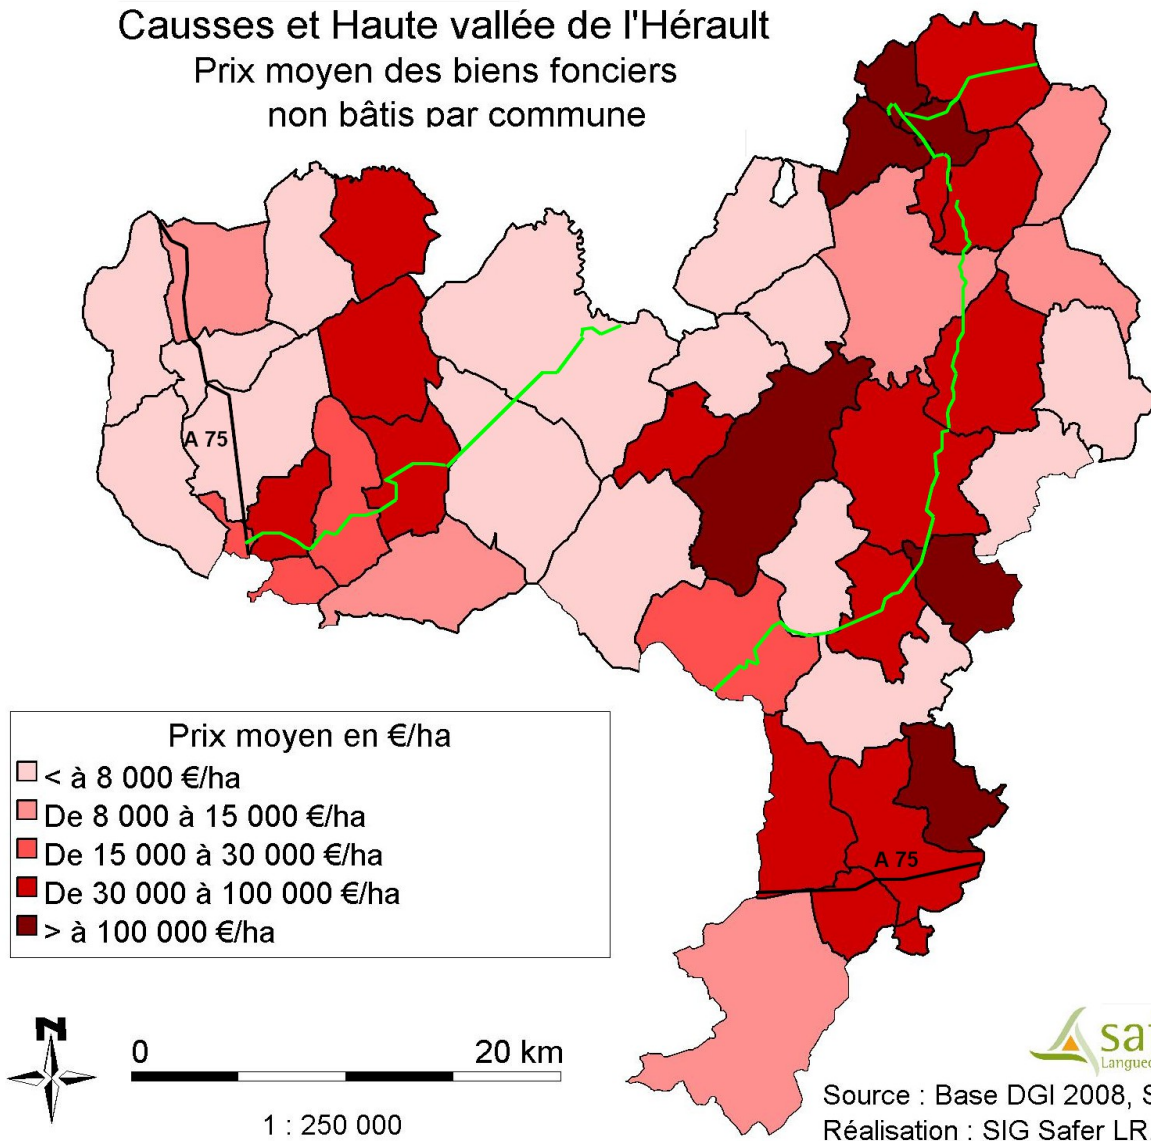 Causses et Haute vallée de l'Hérault
Prix moyen des biens fonciers
non bâtis par commune
A 75
Prix moyen en €/ha
< à 8 000 €/ha
De 8 000 à 15 000 €/ha
De 15 000 à 30 000 €/ha
De 30 000 à 100 000 €/ha
> à 100 000 €/ha
A 75
N
0 20 km
1 : 250 000
Source : Base DGI 2008, S
Réalisation : SIG Safer LR